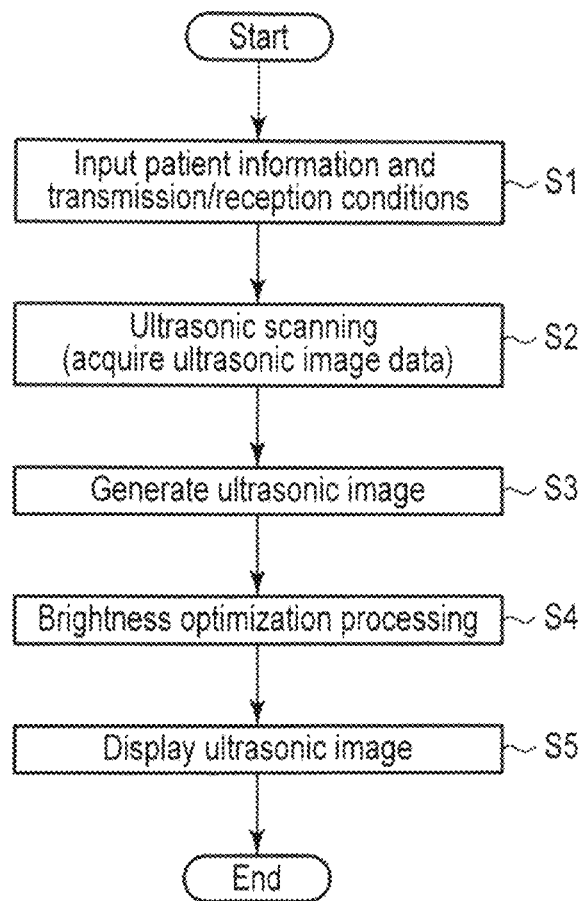 Start
Input patient information and
transmission/reception conditions
S1
Ultrasonic scanning
(acquire ultrasonic image data)
S2
Generate ultrasonic image
S3
Brightness optimization processing
S4
Display ultrasonic image
S5
End